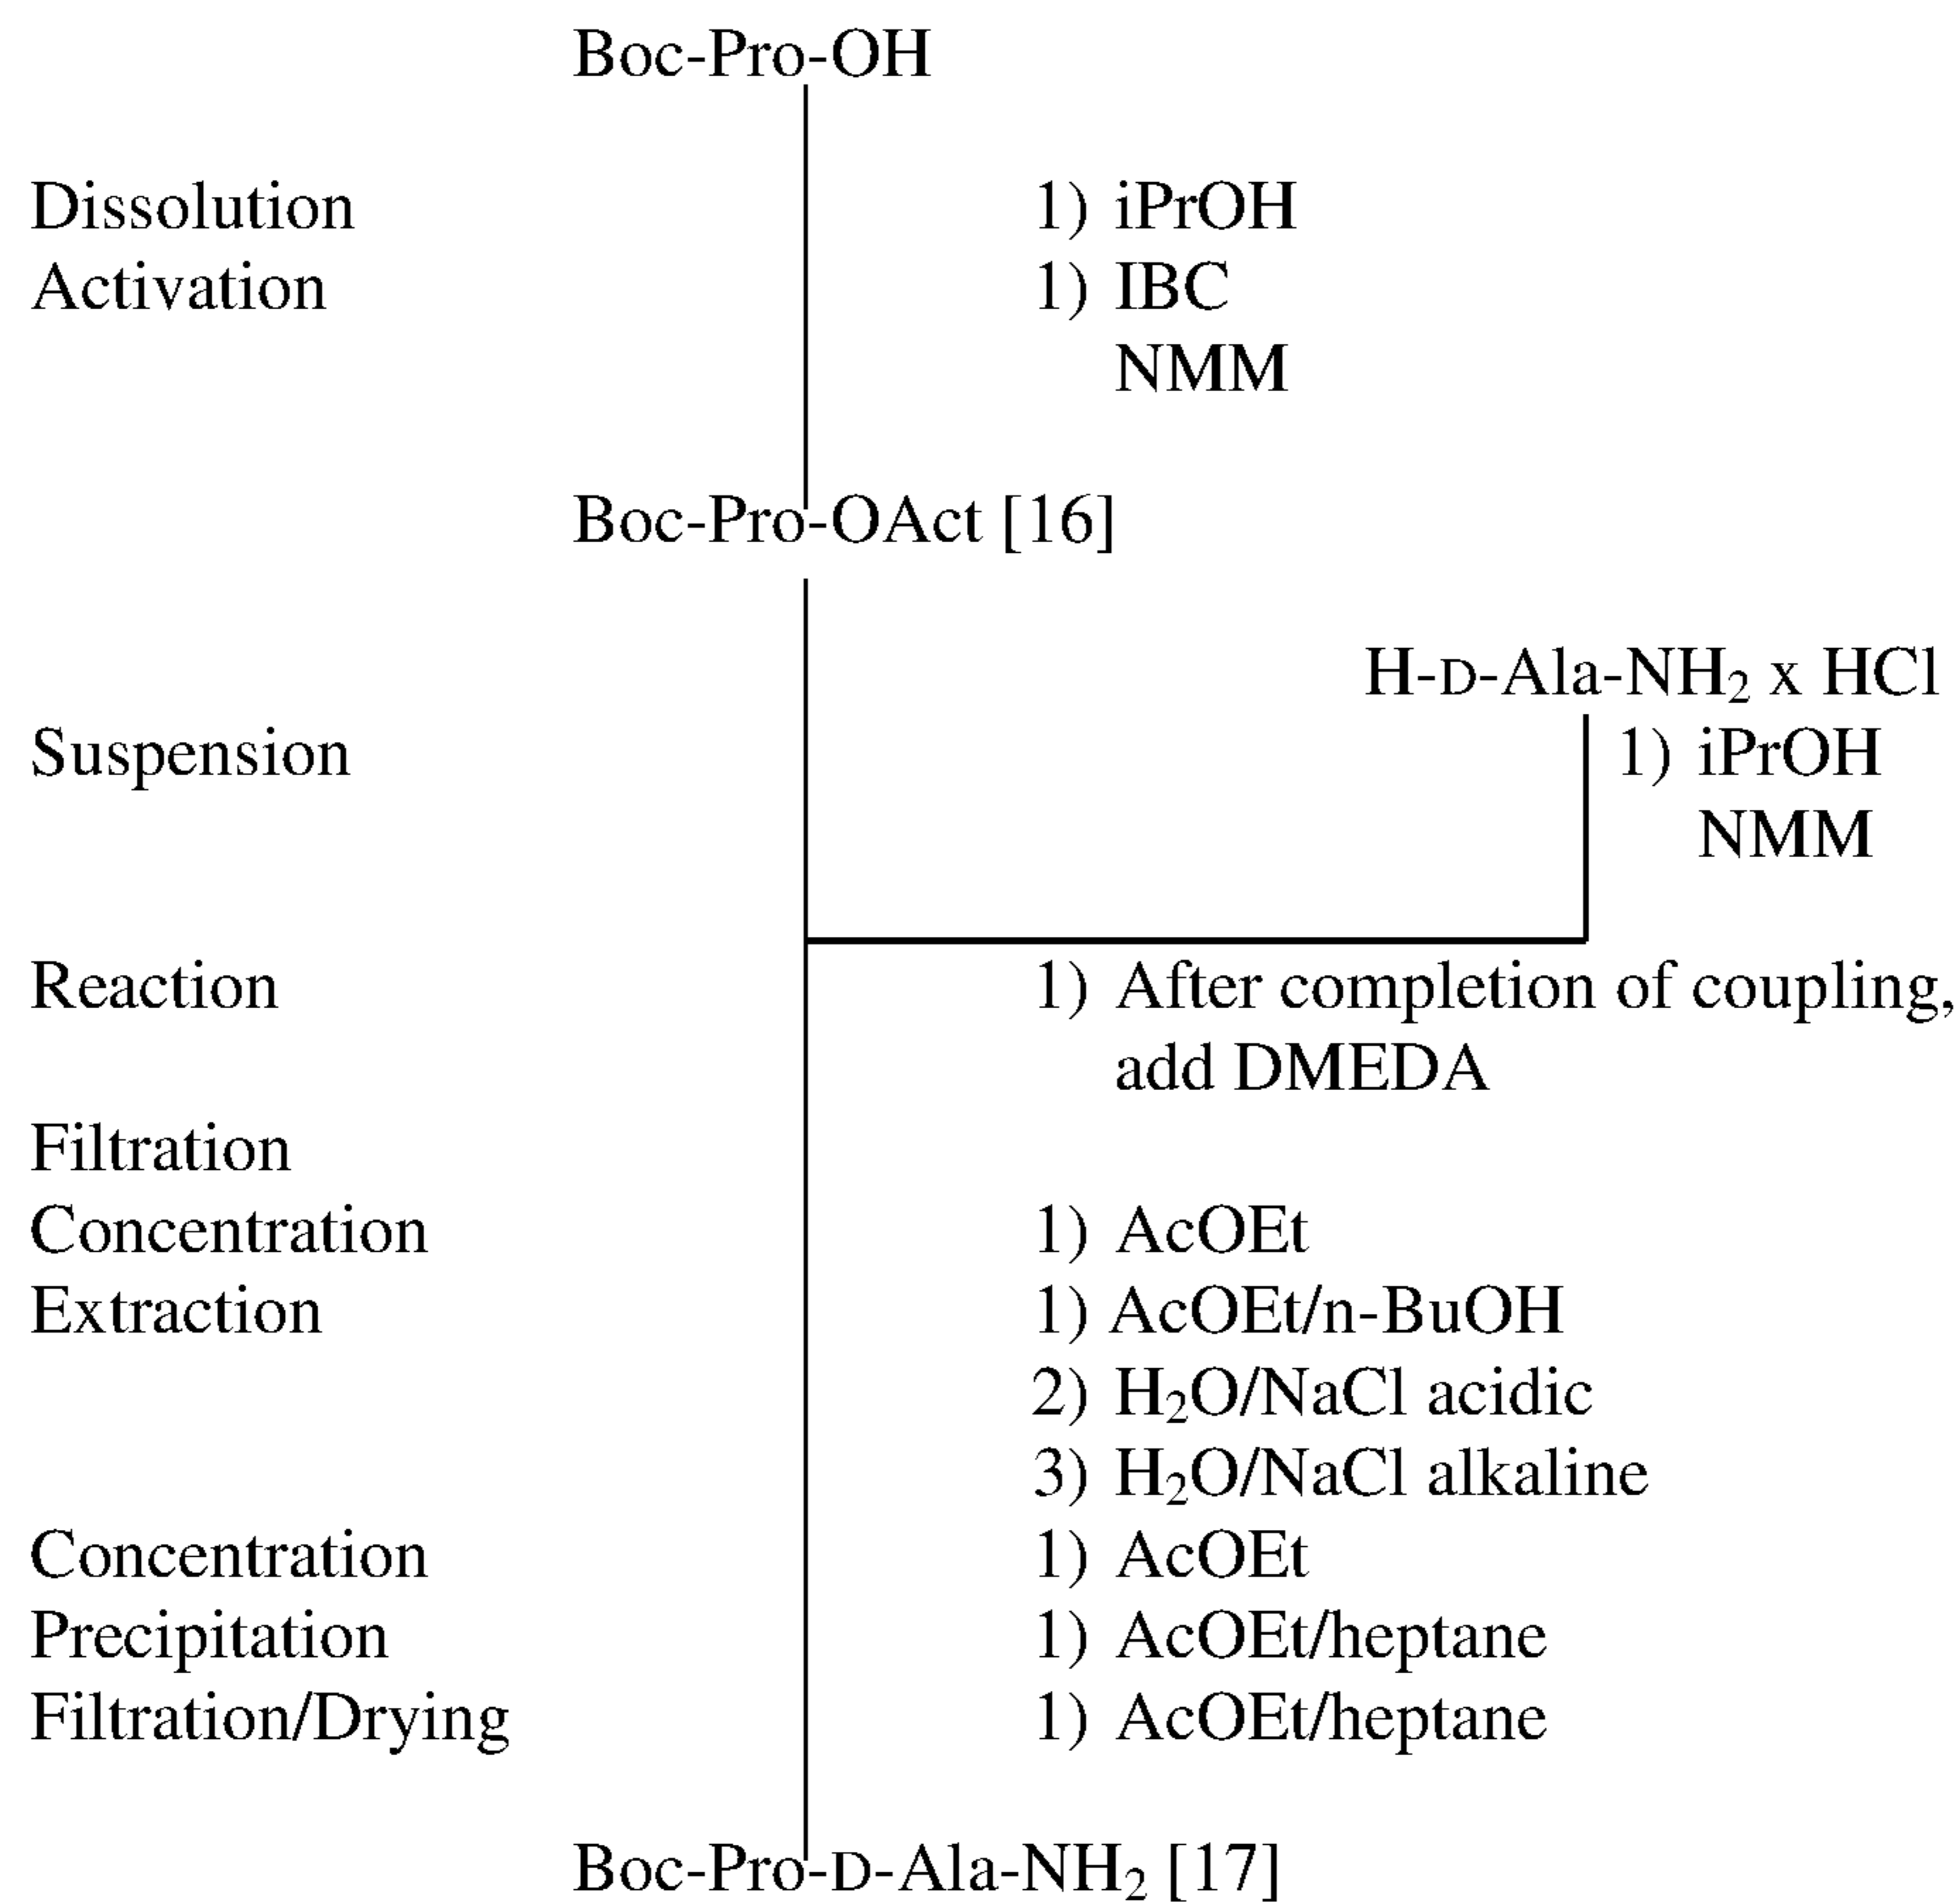 Boc-Pro-OH
Dissolution 1) iPrOH
Activation 1) IBC
NMM
Boc-Pro-OAct [16]
H-D-Ala-NH₂ x HCl
Suspension 1) iPrOH
NMM
Reaction 1) After completion of coupling,
add DMEDA
Filtration
Concentration 1) AcOEt
Extraction 1) AcOEt/n-BuOH
2) H₂O/NaCl acidic
3) H₂O/NaCl alkaline
Concentration 1) AcOEt
Precipitation 1) AcOEt/heptane
Filtration/Drying 1) AcOEt/heptane
Boc-Pro-D-Ala-NH₂ [17]